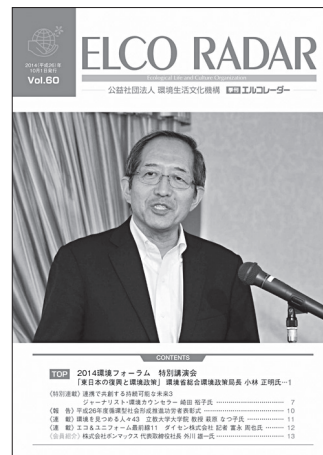 2014(平成26)年
10月1日発行
Vol.60
ELCO RADAR
Ecological Life and Culture Organization
公益社団法人 環境生活文化機構 季刊 エルコレーダー
CONTENTS
TOP 2014環境フォーラム 特別講演会
「東日本の復興と環境政策」 環境省総合環境政策局長 小林 正明氏…1
〈特別連載〉 連携で共創する持続可能な未来3
ジャーナリスト・環境カウンセラー 崎田 裕子氏 …………… 7
〈報 告〉 平成26年度循環型社会形成推進功労者表彰式 …………… 10
〈連 載〉 環境を見つめる人々43 立教大学大学院 教授 萩原 なつ子氏 …… 11
〈連 載〉 エコ&ユニフォーム最前線11 ダイセン株式会社 記者 富永 周也氏 …… 12
〈会員紹介〉 株式会社ボンマックス 代表取締役社長 外川 雄一氏 …………… 13